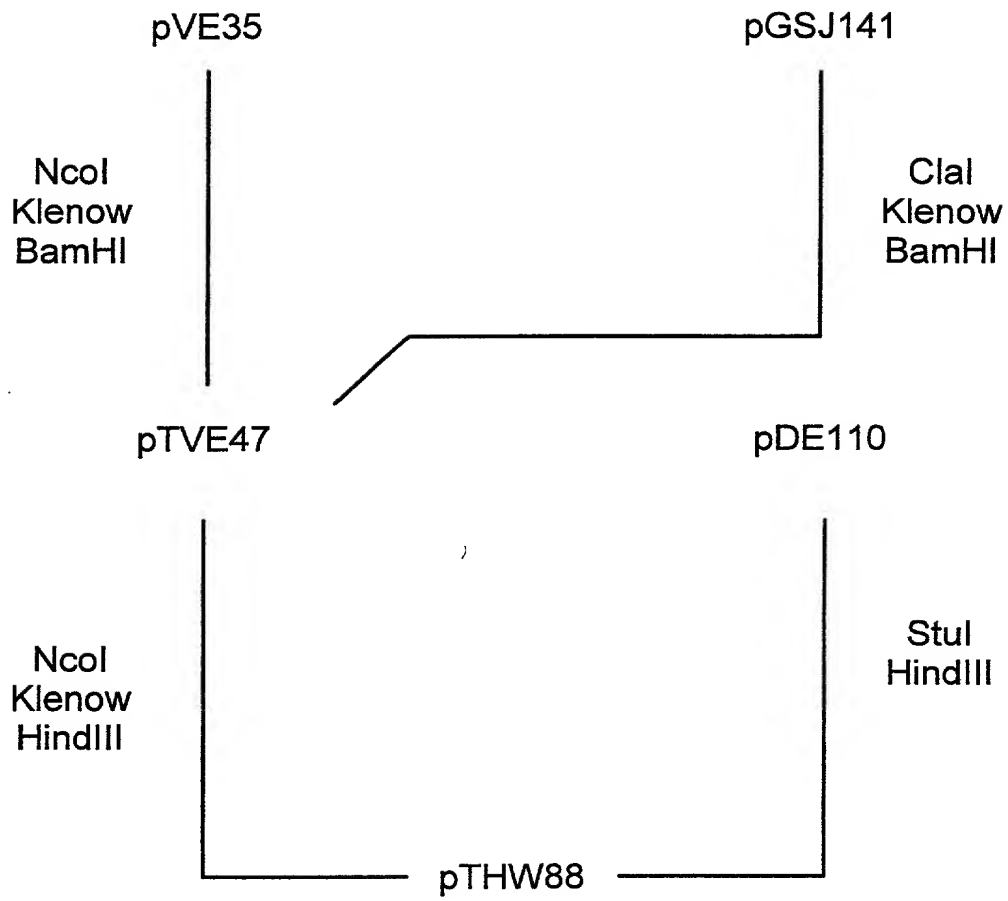 pVE35
pGSJ141
NcoI
Klenow
BamHI
ClaI
Klenow
BamHI
pTVE47
pDE110
NcoI
Klenow
HindIII
StuI
HindIII
pTHW88